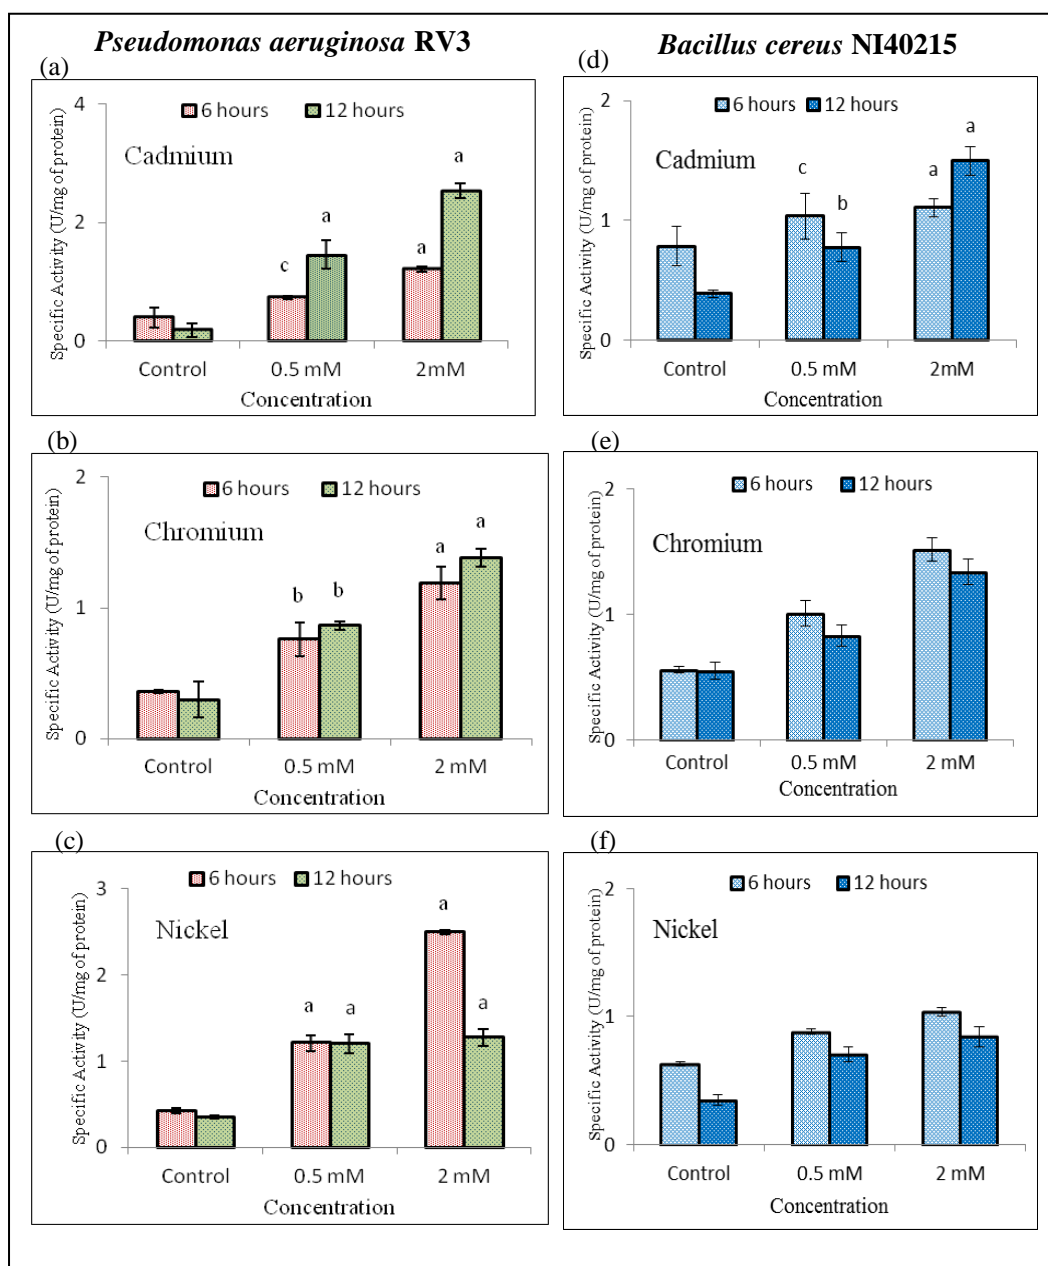 Pseudomonas aeruginosa RV3
Bacillus cereus NI40215
(a)
6 hours 12 hours
Cadmium
Specific Activity (U/mg of protein)
4
2
0
c
a
a
a
Control 0.5 mM 2mM
Concentration
(d)
6 hours 12 hours
Cadmium
Specific Activity (U/mg of protein)
2
1
0
c
b
a
a
Control 0.5 mM 2mM
Concentration
(b)
6 hours 12 hours
Chromium
Specific Activity (U/mg of protein)
2
1
0
b
b
a
a
Control 0.5 mM 2 mM
Concentration
(e)
6 hours 12 hours
Chromium
Specific Activity (U/mg of protein)
2
1
0
Control 0.5 mM 2 mM
Concentration
(c)
6 hours 12 hours
Nickel
Specific Activity (U/mg of protein)
3
2
1
0
a
a
a
a
Control 0.5 mM 2 mM
Concentration
(f)
6 hours 12 hours
Nickel
Specific Activity (U/mg of protein)
2
1
0
Control 0.5 mM 2 mM
Concentration